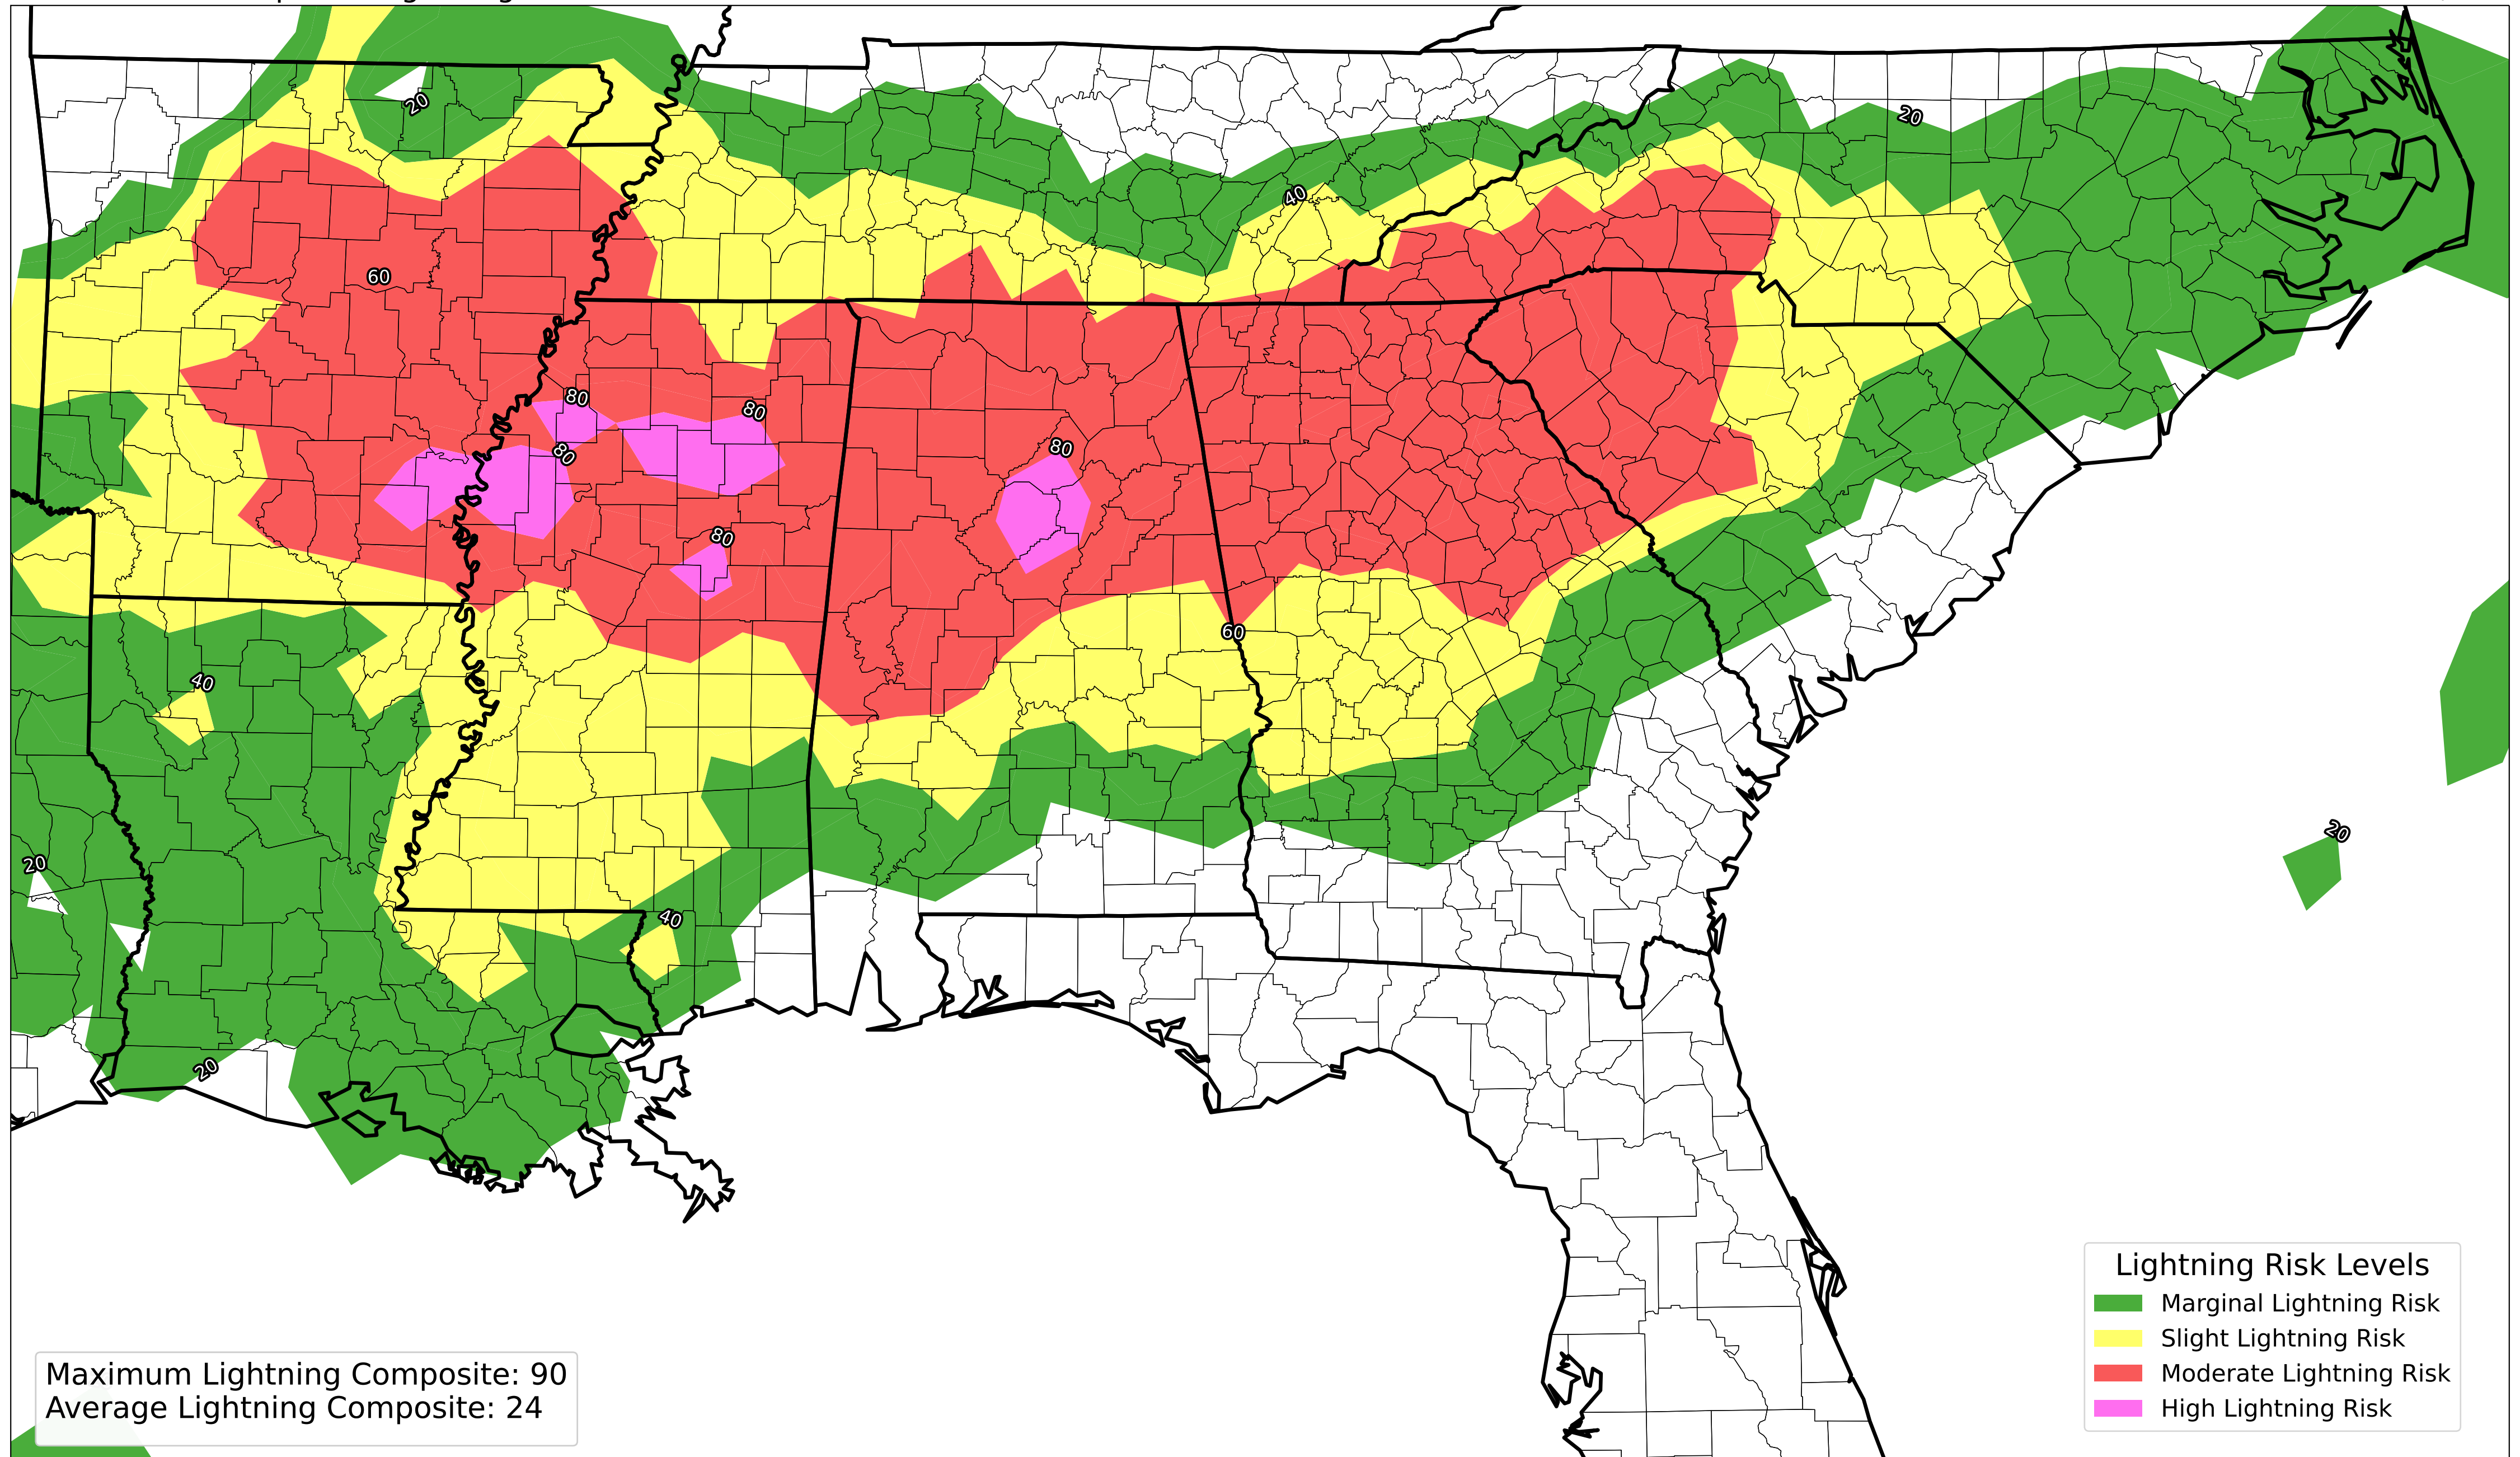 20
20
40
60
80
80
80
80
80
60
40
20
20
40
20
Lightning Risk Levels
Marginal Lightning Risk
Slight Lightning Risk
Moderate Lightning Risk
High Lightning Risk
Maximum Lightning Composite: 90
Average Lightning Composite: 24